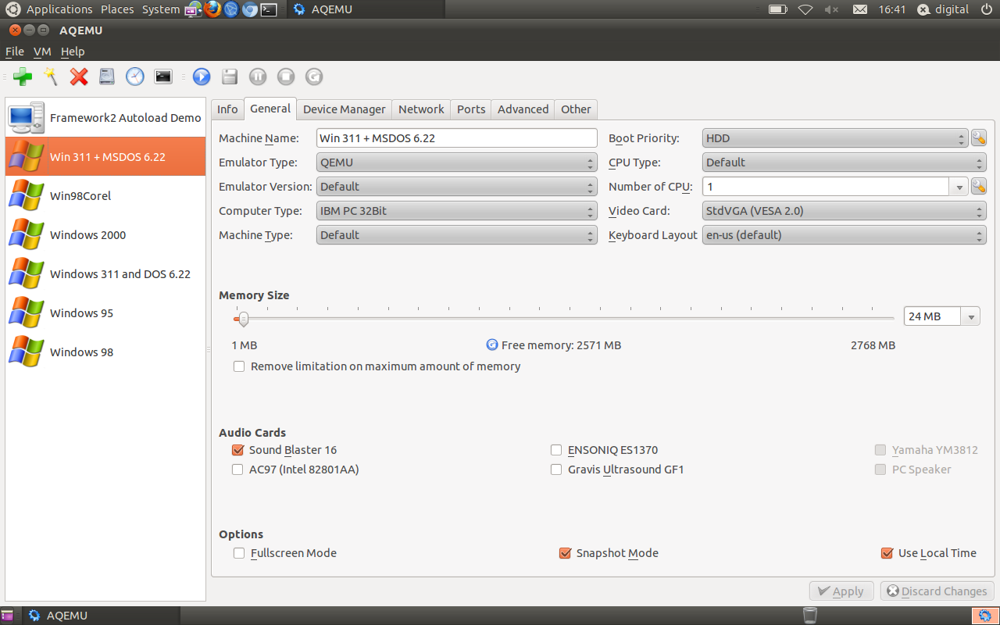 Applications Places System AQEMU 16:41 digital
AQEMU
File VM Help
Info General Device Manager Network Ports Advanced Other
Framework2 Autoload Demo
Win 311 + MSDOS 6.22
Win98Corel
Windows 2000
Windows 311 and DOS 6.22
Windows 95
Windows 98
Machine Name: Win 311 + MSDOS 6.22 Boot Priority: HDD
Emulator Type: QEMU CPU Type: Default
Emulator Version: Default Number of CPU: 1
Computer Type: IBM PC 32Bit Video Card: StdVGA (VESA 2.0)
Machine Type: Default Keyboard Layout en-us (default)
Memory Size
24 MB
1 MB Free memory: 2571 MB 2768 MB
Remove limitation on maximum amount of memory
Audio Cards
Sound Blaster 16 ENSONIQ ES1370 Yamaha YM3812
AC97 (Intel 82801AA) Gravis Ultrasound GF1 PC Speaker
Options
Fullscreen Mode Snapshot Mode Use Local Time
Apply Discard Changes
AQEMU